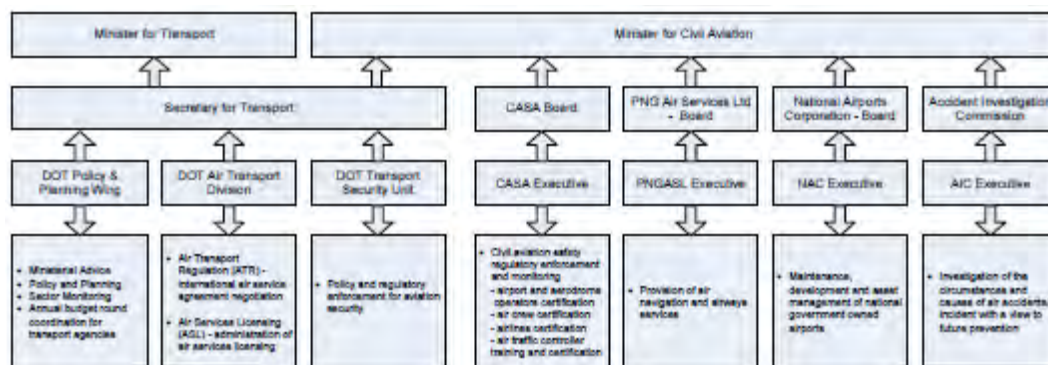 Minister for Transport
Minister for Civil Aviation
Secretary for Transport
CASA Board
PNG Air Services Ltd
- Board
National Airports
Corporation - Board
Accident Investigation
Commission
DOT Policy &
Planning Wing
DOT Air Transport
Division
DOT Transport
Security Unit
CASA Executive
PNGASL Executive
NAC Executive
AIC Executive
• Ministerial Advice
• Policy and Planning
• Sector Monitoring
• Annual budget round
coordination for
transport agencies
• Air Transport
Regulation (ATR) -
international air service
agreement negotiation
• Air Services Licensing
(ASL) - administration of
air services licensing
• Policy and regulatory
enforcement for aviation
security
• Civil aviation safety
regulatory enforcement
and monitoring
- airport and aerodrome
operators certification
- air crew certification
- airlines certification
- air traffic controller
training and certification
• Provision of air
navigation and airways
services
• Maintenance,
development and asset
management of national
government owned
airports
• Investigation of the
circumstances and
causes of air accidents,
incident with a view to
future prevention